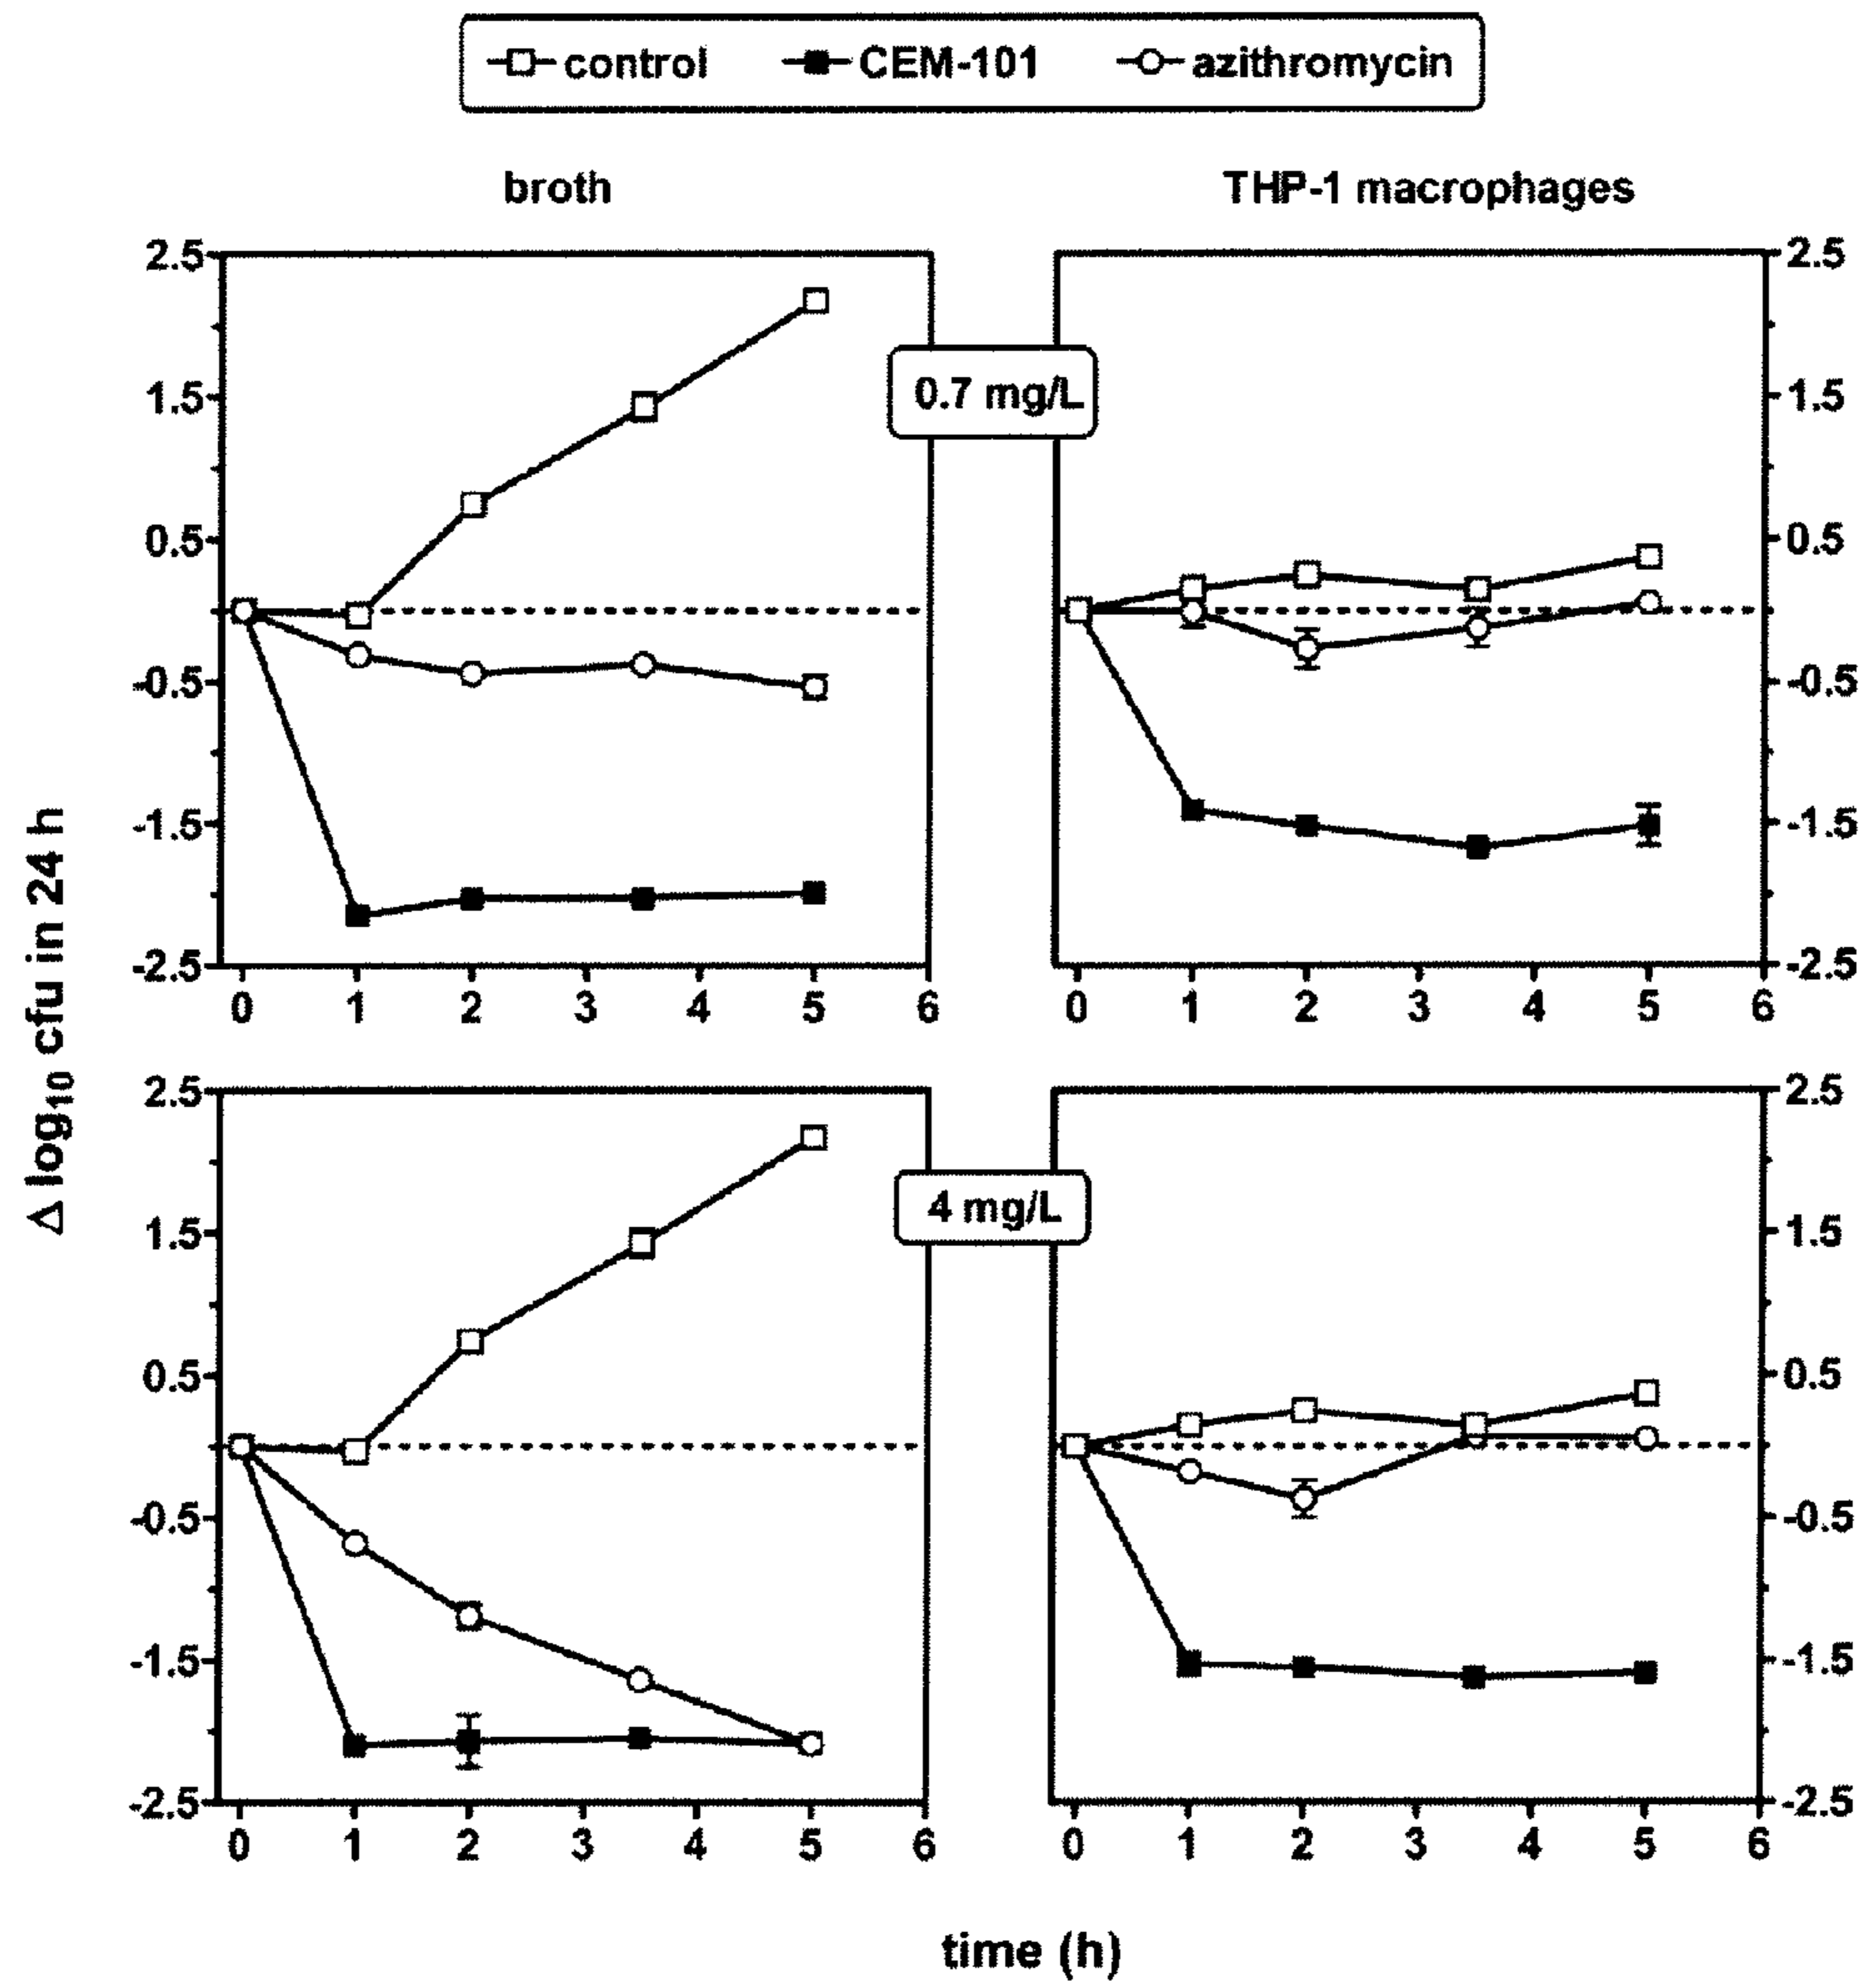 control CEM-101 azithromycin
broth THP-1 macrophages
Δ log10 cfu in 24 h
2.5 2.5
0.7 mg/L
1.5 1.5
0.5 0.5
-0.5 -0.5
-1.5 -1.5
-2.5 -2.5
0 1 2 3 4 5 6 0 1 2 3 4 5 6
2.5 2.5
4 mg/L
1.5 1.5
0.5 0.5
-0.5 -0.5
-1.5 -1.5
-2.5 -2.5
0 1 2 3 4 5 6 0 1 2 3 4 5 6
time (h)